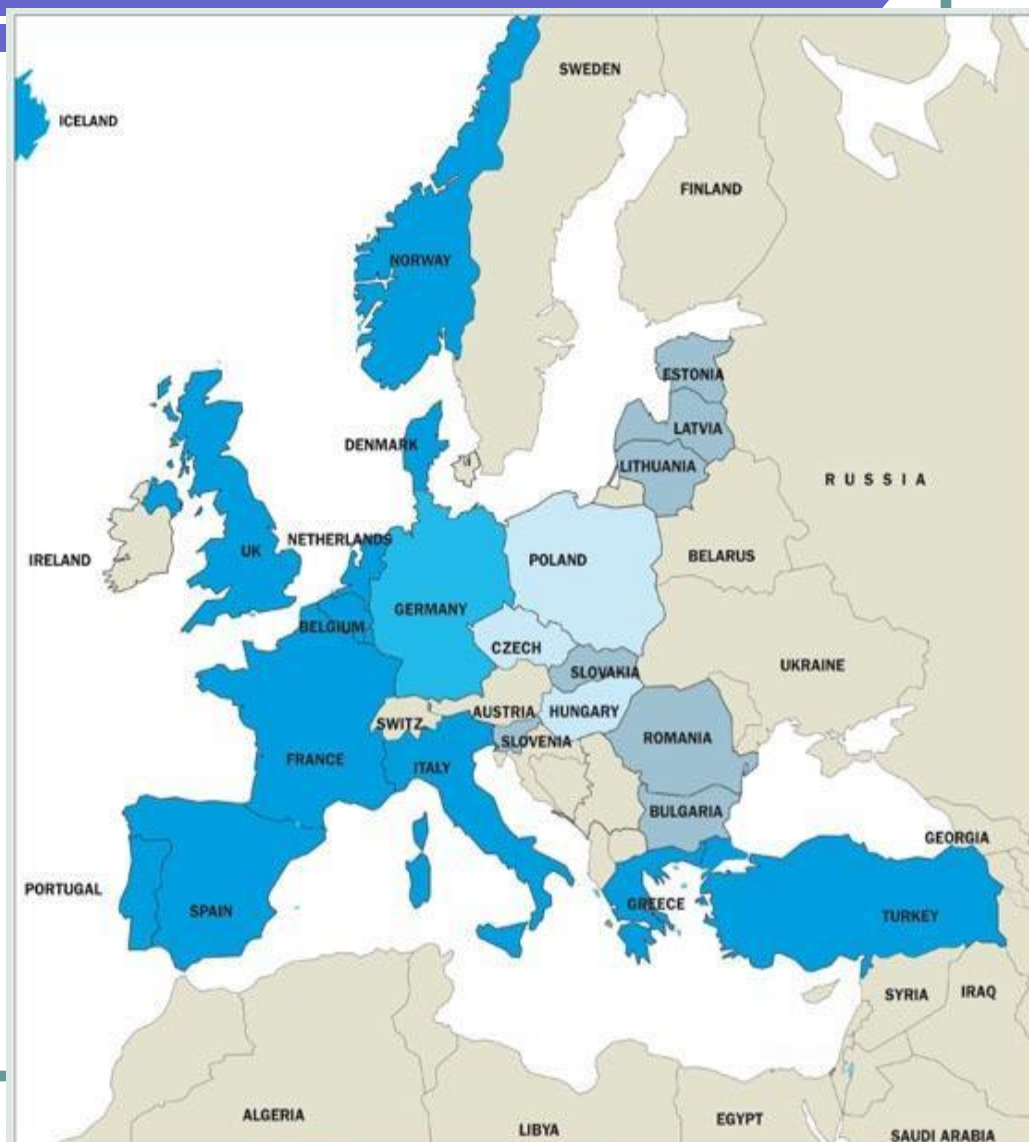 SWEDEN
ICELAND
FINLAND
NORWAY
ESTONIA
LATVIA
DENMARK
LITHUANIA
RUSSIA
NETHERLANDS
UK
IRELAND
POLAND
BELARUS
GERMANY
BELGIUM
CZECH
SLOVAKIA
UKRAINE
AUSTRIA
HUNGARY
SWITZ
SLOVENIA
ROMANIA
FRANCE
ITALY
BULGARIA
GEORGIA
PORTUGAL
SPAIN
GREECE
TURKEY
SYRIA
IRAQ
ALGERIA
LIBYA
EGYPT
SAUDI ARABIA